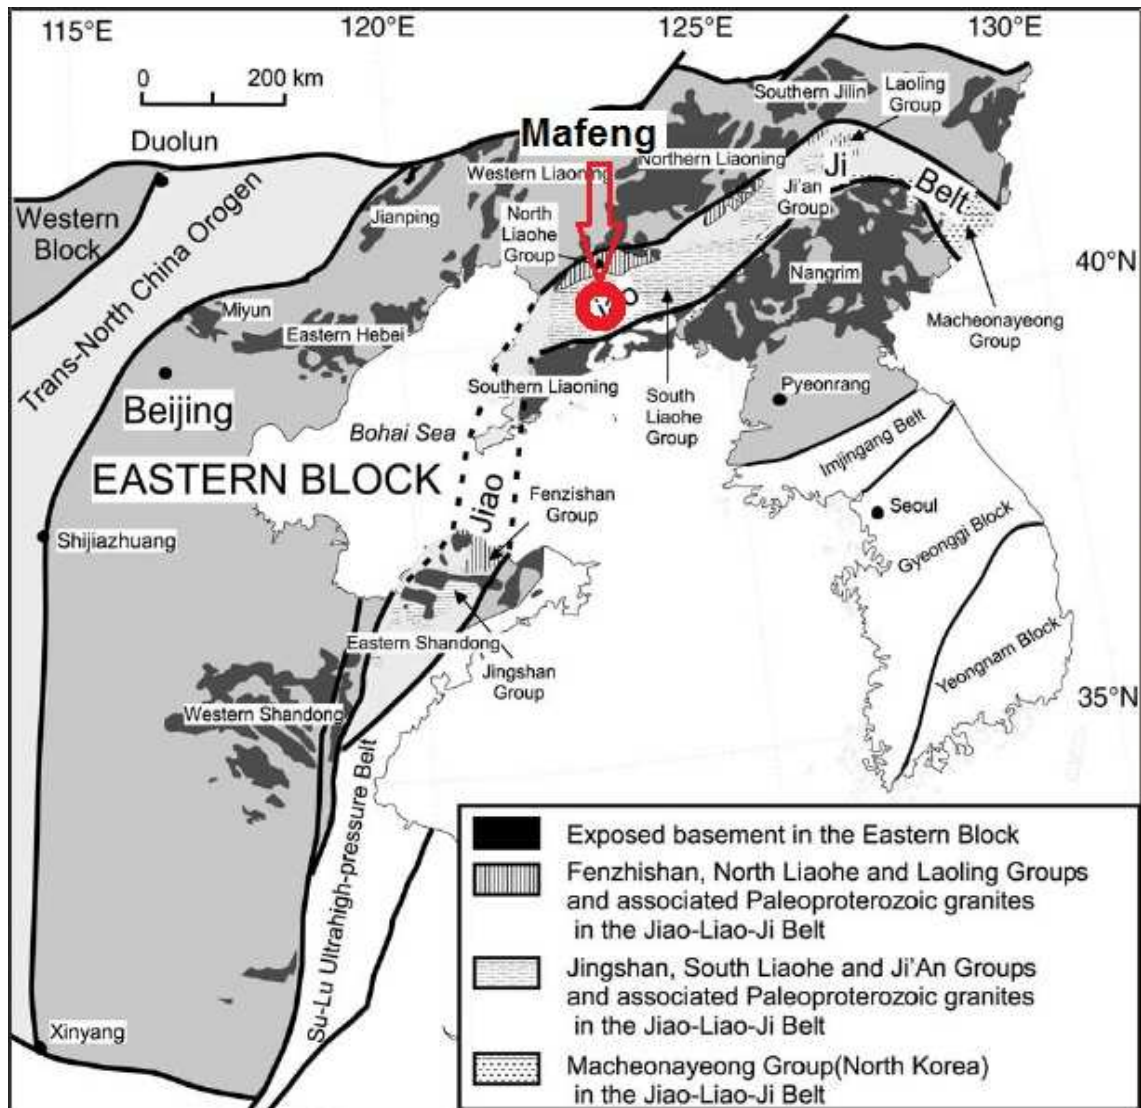 115°E
120°E
125°E
130°E
0
200 km
Duolun
Mafeng
Southern Jilin
Laoling
Group
Northern Liaoning
Western Liaoning
Ji
Belt
Western
Block
Trans-North China Orogen
Jianping
North
Liaohe
Group
Ji'an
Group
40°N
Nangrim
Miyun
Eastern Hebei
Macheonayeong
Group
Beijing
Southern Liaoning
South
Liaohe
Group
Pyeonrang
Bohai Sea
Imjingang Belt
EASTERN BLOCK
Jiao
Fenzishan
Group
Seoul
Gyeonggi Block
Shijiazhuang
Eastern Shandong
Jingshan
Group
Yeongnam Block
35°N
Western Shandong
Su-Lu Ultrahigh-pressure Belt
Xinyang
Exposed basement in the Eastern Block
Fenzhishan, North Liaohe and Laoling Groups
and associated Paleoproterozoic granites
in the Jiao-Liao-Ji Belt
Jingshan, South Liaohe and Ji'An Groups
and associated Paleoproterozoic granites
in the Jiao-Liao-Ji Belt
Macheonayeong Group(North Korea)
in the Jiao-Liao-Ji Belt